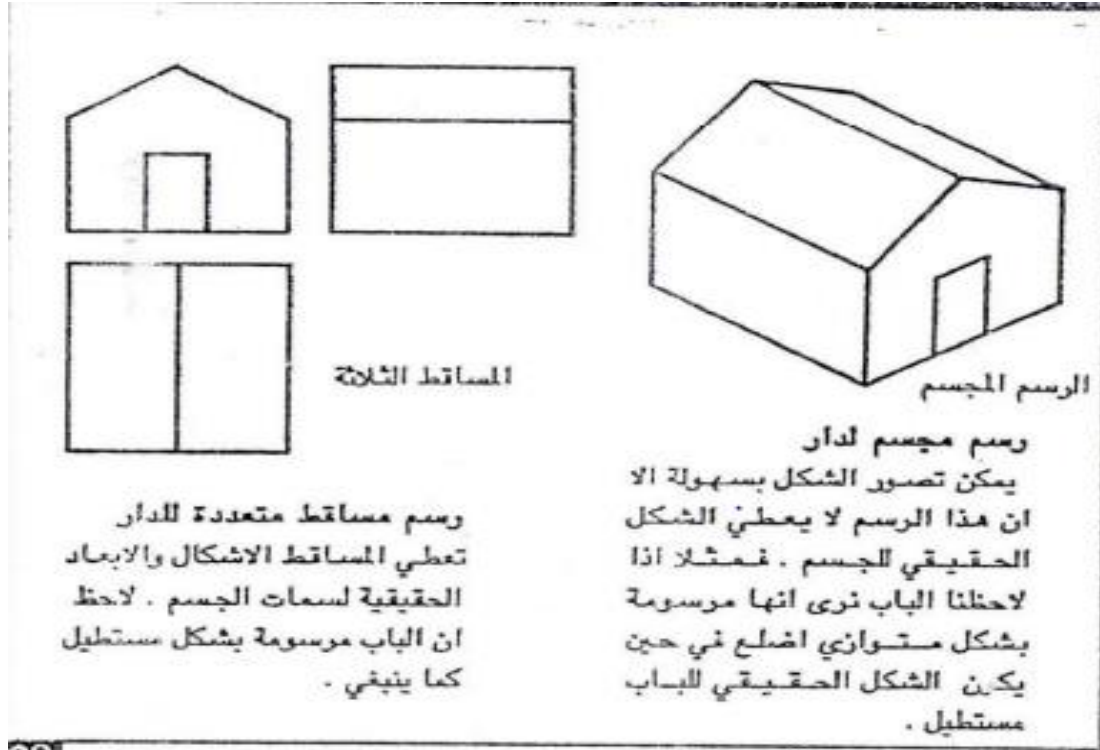 الرسم المجسم
رسم مجسم لدار
يمكن تصور الشكل بسهولة الا
ان هذا الرسم لا يعطي الشكل
الحقيقي للجسم . فمثلا اذا
لاحظنا الباب نرى انها مرسومة
بشكل متوازي اضلع في حين
يكون الشكل الحقيقي للباب
مستطيل .
المساقط الثلاثة
رسم مساقط متعددة للدار
تعطي المساقط الاشكال والابعاد
الحقيقية لسمات الجسم . لاحظ
ان الباب مرسومة بشكل مستطيل
كما ينبغي .